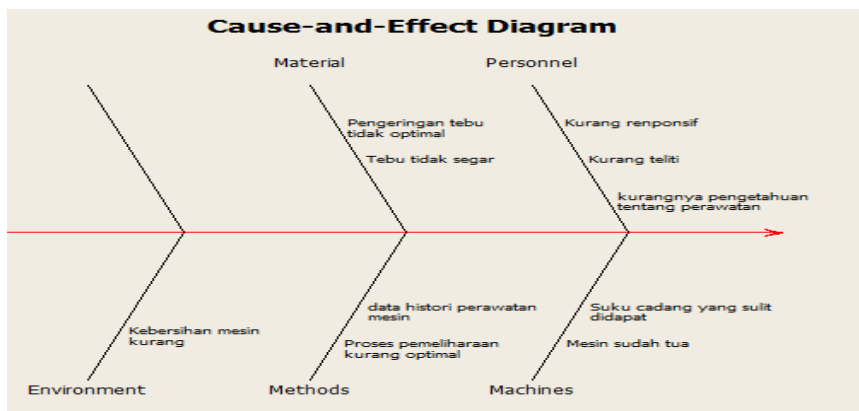 Cause-and-Effect Diagram
Material
Personnel
Pengeringan tebu
tidak optimal
Tebu tidak segar
Kurang renponsif
Kurang teliti
kurangnya pengetahuan
tentang perawatan
Kebersihan mesin
kurang
data histori perawatan
mesin
Proses pemeliharaan
kurang optimal
Suku cadang yang sulit
didapat
Mesin sudah tua
Environment
Methods
Machines